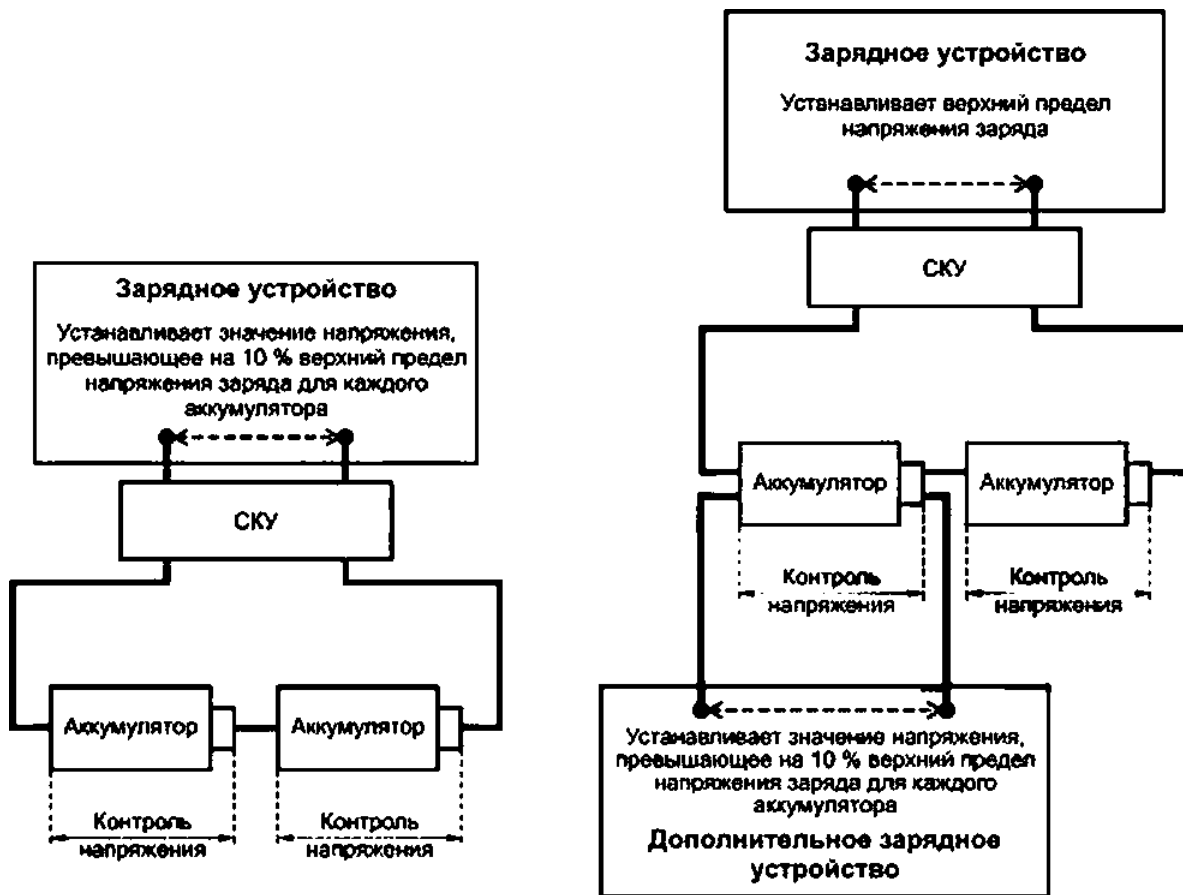 Зарядное устройство
Устанавливает значение напряжения,
превышающее на 10 % верхний предел
напряжения заряда для каждого
аккумулятора
СКУ
Аккумулятор
Аккумулятор
Контроль
напряжения
Контроль
напряжения
Зарядное устройство
Устанавливает верхний предел
напряжения заряда
СКУ
Аккумулятор
Аккумулятор
Контроль
напряжения
Контроль
напряжения
Устанавливает значение напряжения,
превышающее на 10 % верхний предел
напряжения заряда для каждого
аккумулятора
Дополнительное зарядное
устройство